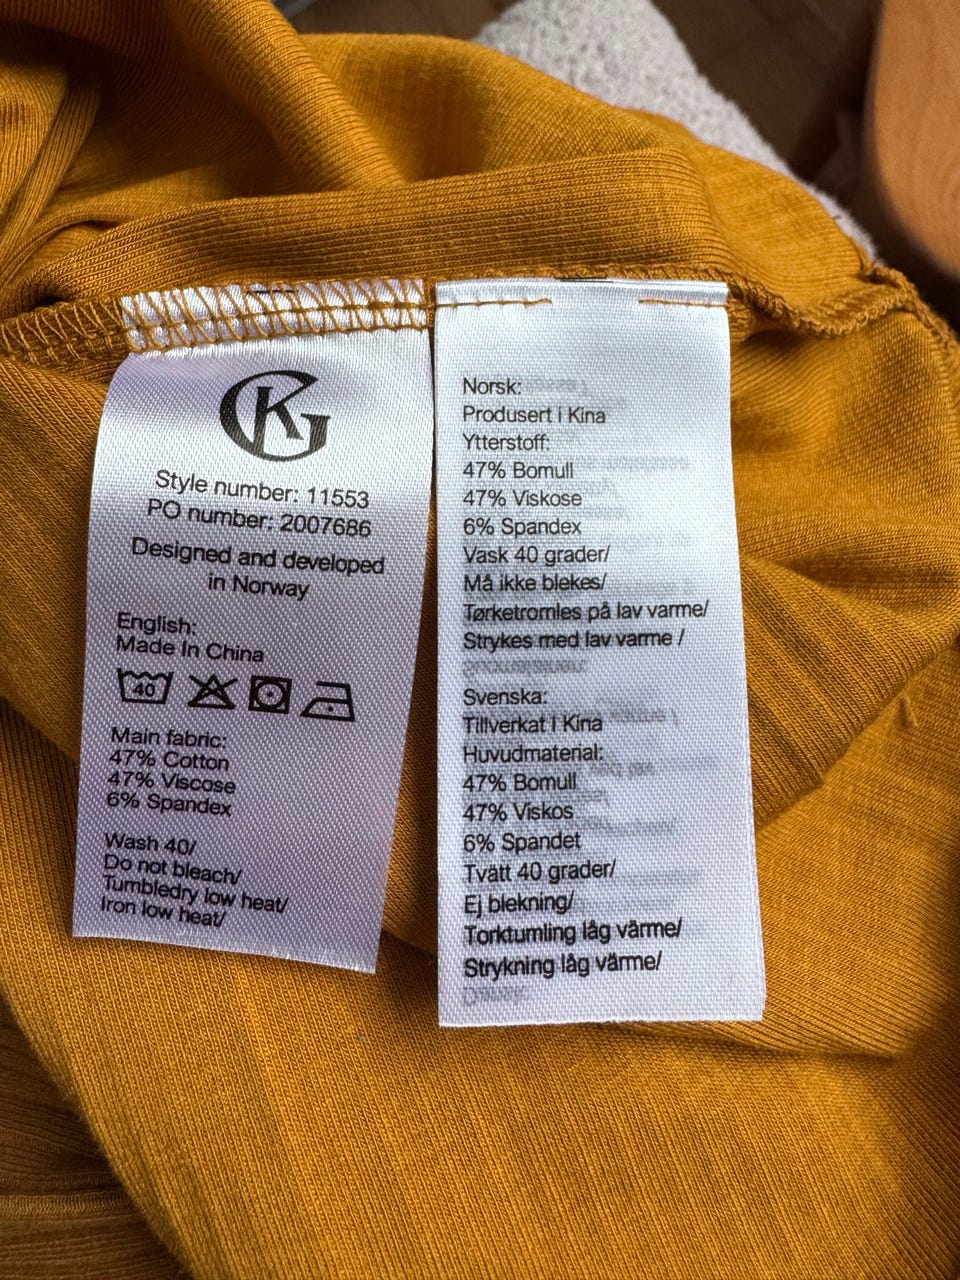 KG
Style number: 11553
PO number: 2007686
Designed and developed
in Norway
English:
Made In China
40
Main fabric:
47% Cotton
47% Viscose
6% Spandex
Wash 40/
Do not bleach/
Tumbledry low heat/
Iron low heat/
Norsk:
Produsert i Kina
Ytterstoff:
47% Bomull
47% Viskose
6% Spandex
Vask 40 grader/
Må ikke blekes/
Tørketromles på lav varme/
Strykes med lav varme /
Svenska:
Tillverkat i Kina
Huvudmaterial:
47% Bomull
47% Viskos
6% Spandet
Tvätt 40 grader/
Ej blekning/
Torktumling låg värme/
Strykning låg värme/